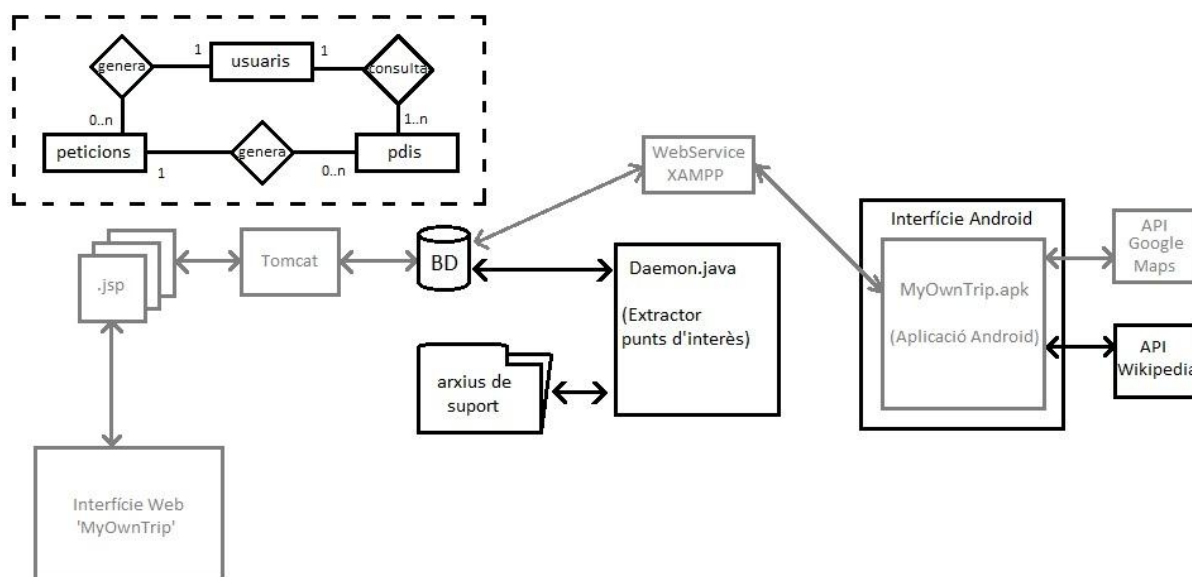 genera
1
usuaris
1
consulta
0..n
1..n
peticions
1
genera
0..n
pdis
WebService
XAMPP
Interfície Android
API
Google
Maps
.jsp
Tomcat
BD
Daemon.java
(Extractor
punts d'interès)
MyOwnTrip.apk
(Aplicació Android)
API
Wikipedia
arxius de
suport
Interfície Web
'MyOwnTrip'